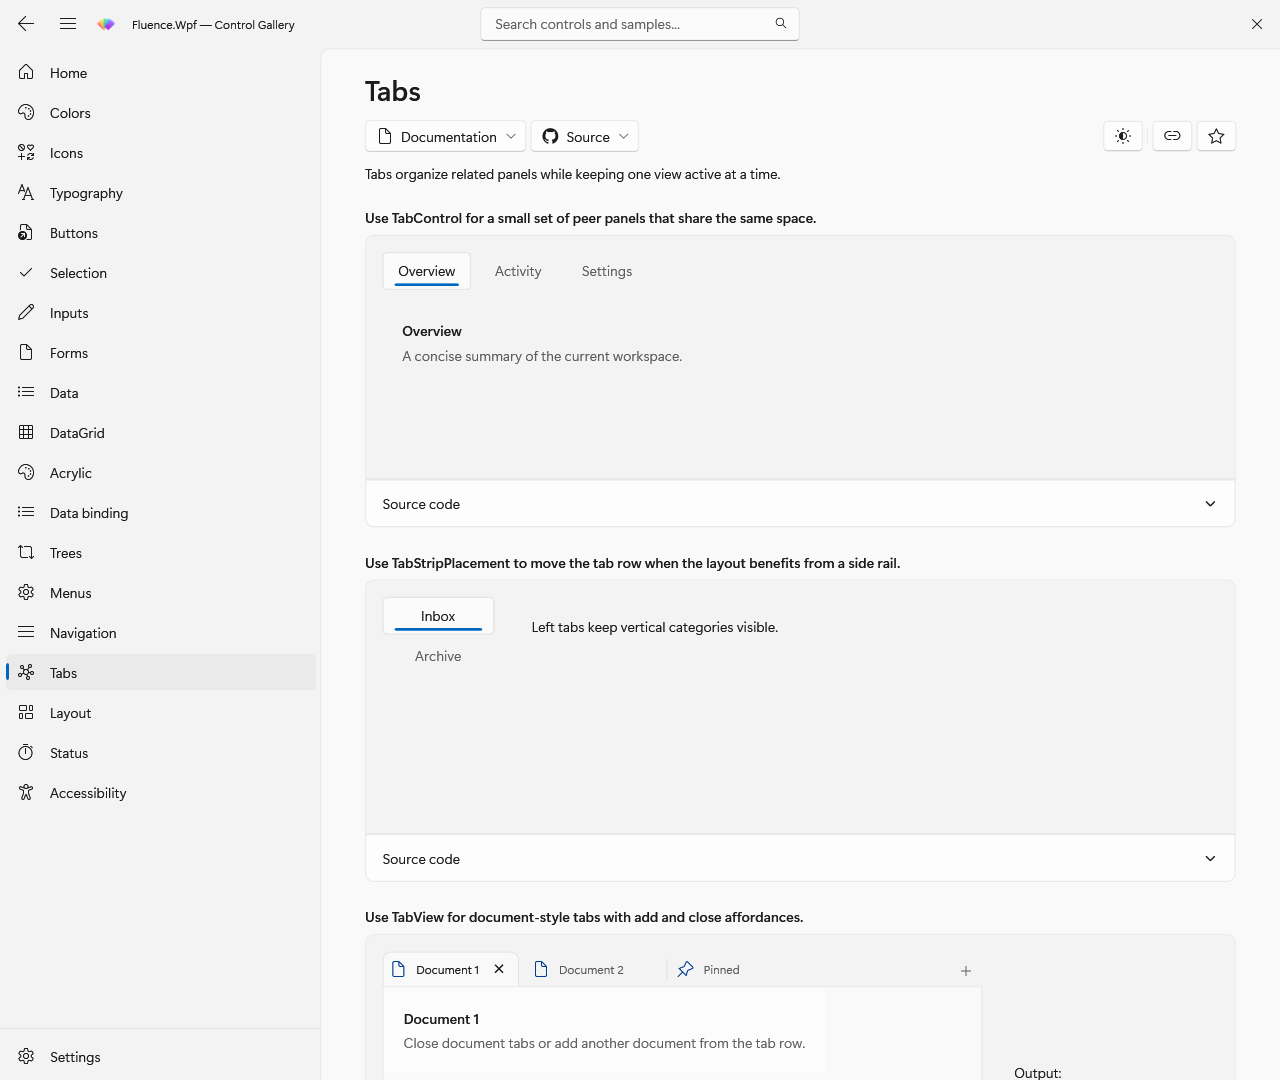 Fluence.Wpf — Control Gallery
Search controls and samples...
Home
Colors
Icons
Typography
Buttons
Selection
Inputs
Forms
Data
DataGrid
Acrylic
Data binding
Trees
Menus
Navigation
Tabs
Layout
Status
Accessibility
Settings
Tabs
Documentation
Source
Tabs organize related panels while keeping one view active at a time.
Use TabControl for a small set of peer panels that share the same space.
Overview Activity Settings
Overview
A concise summary of the current workspace.
Source code
Use TabStripPlacement to move the tab row when the layout benefits from a side rail.
Inbox
Left tabs keep vertical categories visible.
Archive
Source code
Use TabView for document-style tabs with add and close affordances.
Document 1 Document 2 Pinned
Document 1
Close document tabs or add another document from the tab row.
Output: